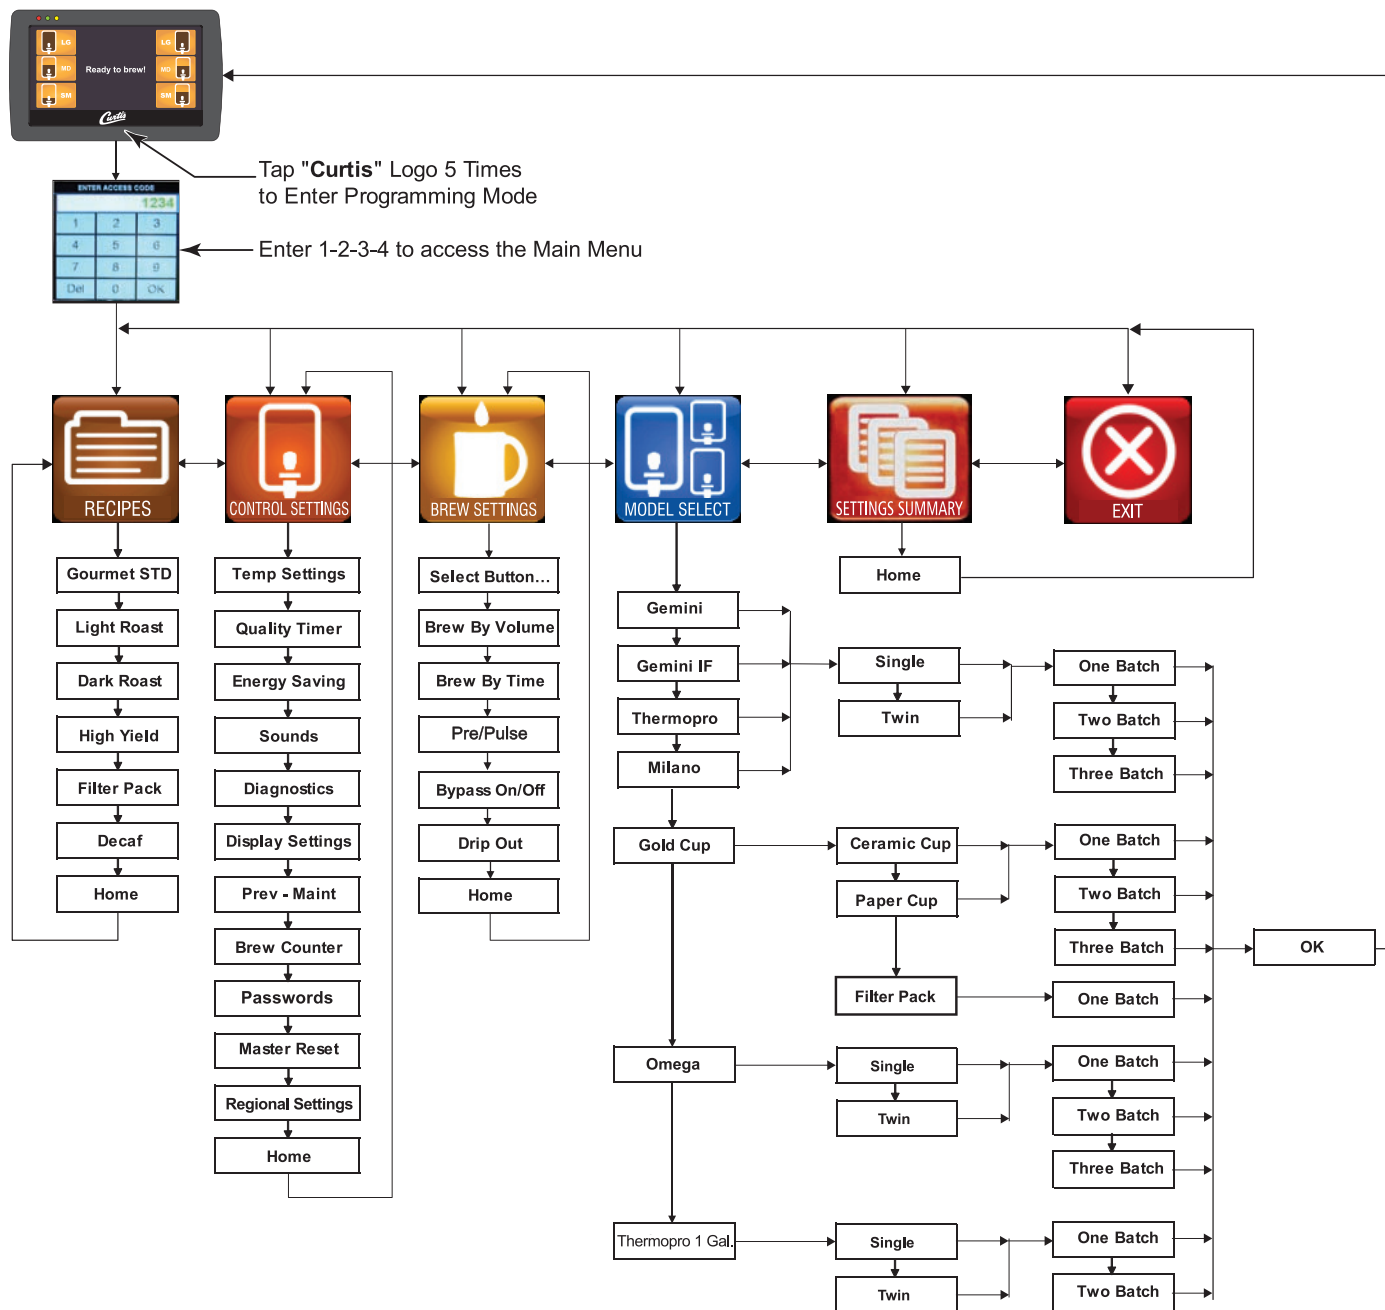 LG
LG
MD
Ready to brew!
MD
SM
SM
Curtis
Tap "Curtis" Logo 5 Times
to Enter Programming Mode
ENTER ACCESS CODE
1234
1 2 3
4 5 6
7 8 9
Del 0 OK
Enter 1-2-3-4 to access the Main Menu
RECIPES
CONTROL SETTINGS
BREW SETTINGS
MODEL SELECT
SETTINGS SUMMARY
EXIT
Gourmet STD
Light Roast
Dark Roast
High Yield
Filter Pack
Decaf
Home
Temp Settings
Quality Timer
Energy Saving
Sounds
Diagnostics
Display Settings
Prev - Maint
Brew Counter
Passwords
Master Reset
Regional Settings
Home
Select Button...
Brew By Volume
Brew By Time
Pre/Pulse
Bypass On/Off
Drip Out
Home
Gemini
Gemini IF
Thermopro
Milano
Gold Cup
Omega
Thermopro 1 Gal.
Home
Single
Twin
One Batch
Two Batch
Three Batch
Ceramic Cup
Paper Cup
Filter Pack
One Batch
Two Batch
Three Batch
One Batch
OK
Single
Twin
One Batch
Two Batch
Three Batch
Single
Twin
One Batch
Two Batch